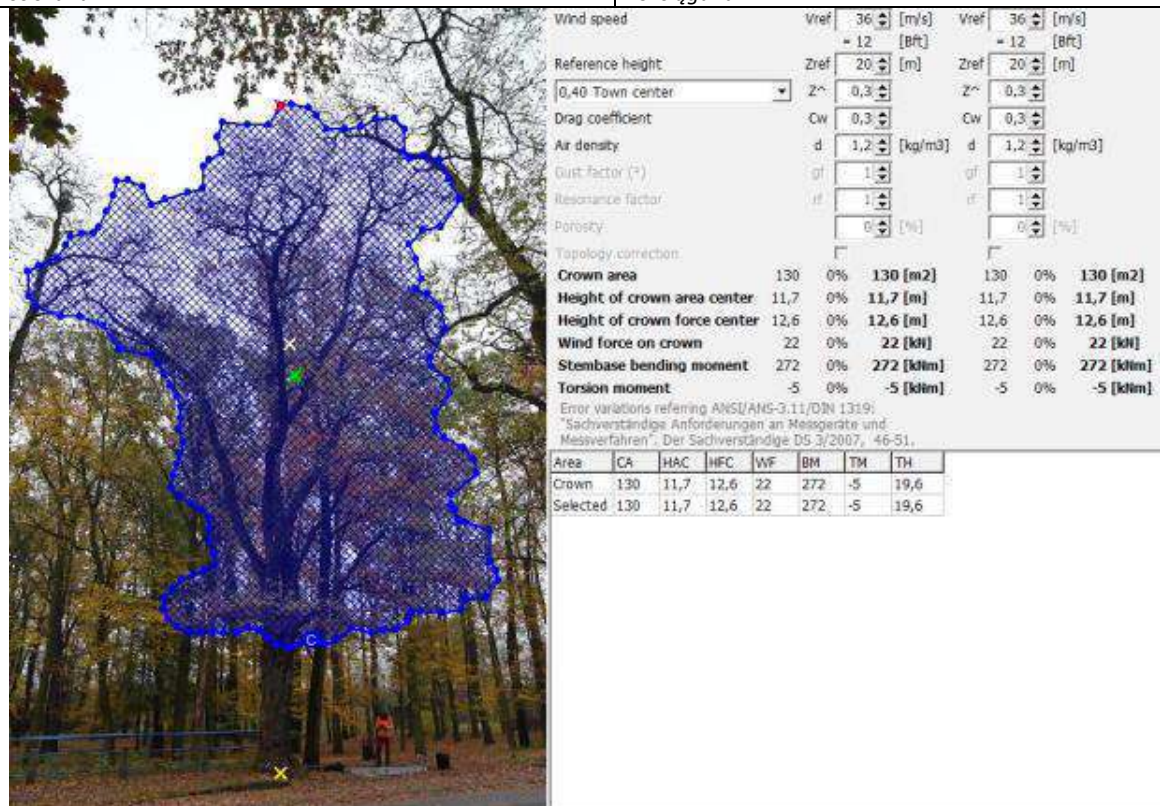 Wind speed Vref 36 [m/s] Vref 36 [m/s]
= 12 [Bft] = 12 [Bft]
Reference height Zref 20 [m] Zref 20 [m]
0,40 Town center Z^ 0,3 Z^ 0,3
Drag coefficient Cw 0,3 Cw 0,3
Air density d 1,2 [kg/m3] d 1,2 [kg/m3]
Gust factor (*) gf 1 gf 1
Resonance factor rf 1 rf 1
Porosity 0 [%] 0 [%]
Topology correction
Crown area 130 0% 130 [m2] 130 0% 130 [m2]
Height of crown area center 11,7 0% 11,7 [m] 11,7 0% 11,7 [m]
Height of crown force center 12,6 0% 12,6 [m] 12,6 0% 12,6 [m]
Wind force on crown 22 0% 22 [kN] 22 0% 22 [kN]
Stembase bending moment 272 0% 272 [kNm] 272 0% 272 [kNm]
Torsion moment -5 0% -5 [kNm] -5 0% -5 [kNm]
Error variations referring ANSI/ANS-3.11/DIN 1319:
"Sachverständige Anforderungen an Messgeräte und
Messverfahren". Der Sachverständige DS 3/2007, 46-51.
Area CA HAC HFC WF BM TM TH
Crown 130 11,7 12,6 22 272 -5 19,6
Selected 130 11,7 12,6 22 272 -5 19,6
C